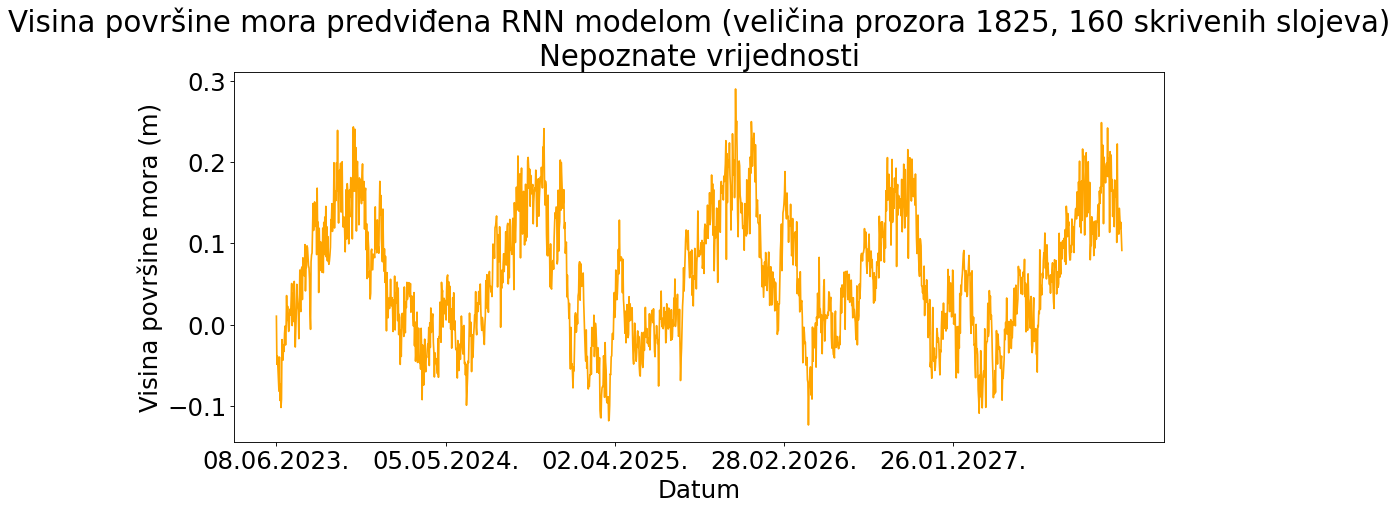 Visina površine mora predviđena RNN modelom (veličina prozora 1825, 160 skrivenih slojeva)
Nepoznate vrijednosti
Visina površine mora (m)
0.3
0.2
0.1
0.0
−0.1
08.06.2023. 05.05.2024. 02.04.2025. 28.02.2026. 26.01.2027.
Datum